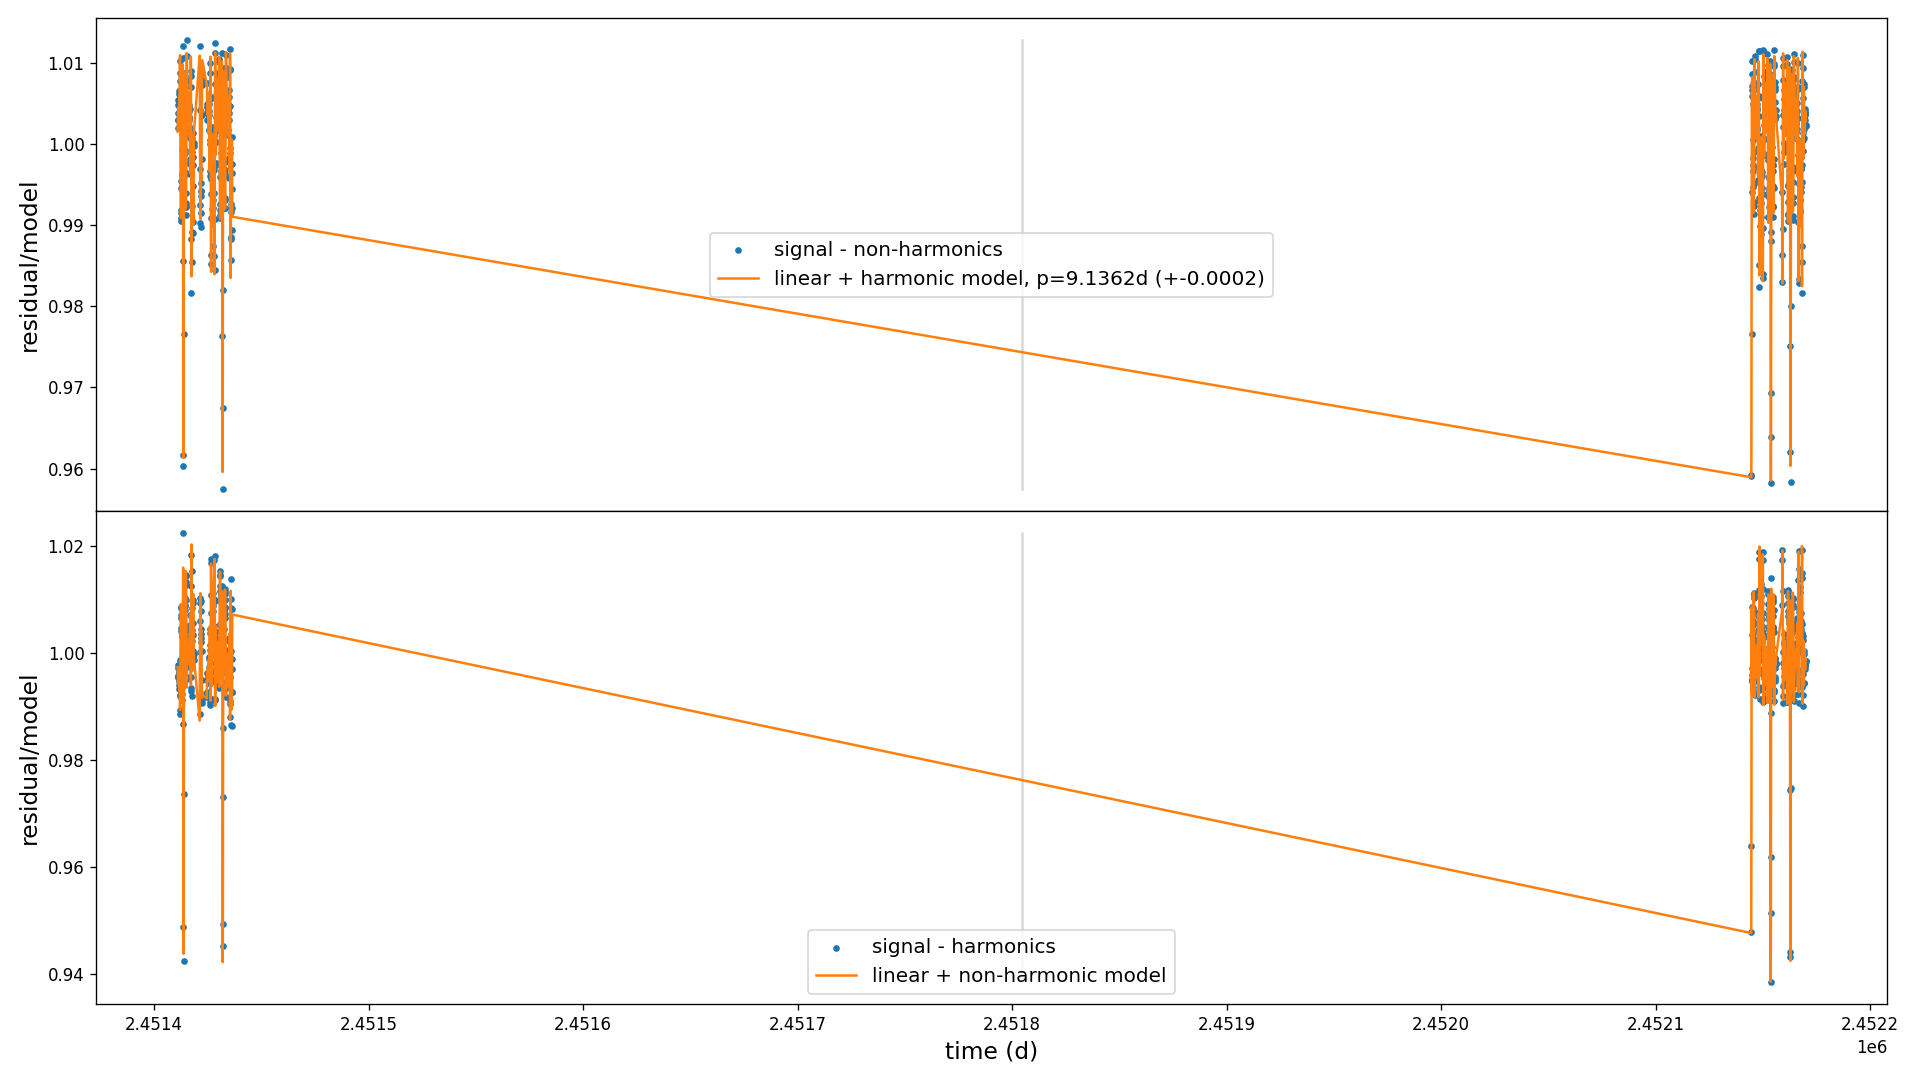 1.01
1.00
0.99
0.98
0.97
0.96
residual/model
signal - non-harmonics
linear + harmonic model, p=9.1362d (+-0.0002)
1.02
1.00
0.98
0.96
0.94
residual/model
signal - harmonics
linear + non-harmonic model
2.4514 2.4515 2.4516 2.4517 2.4518 2.4519 2.4520 2.4521 2.4522
1e6
time (d)